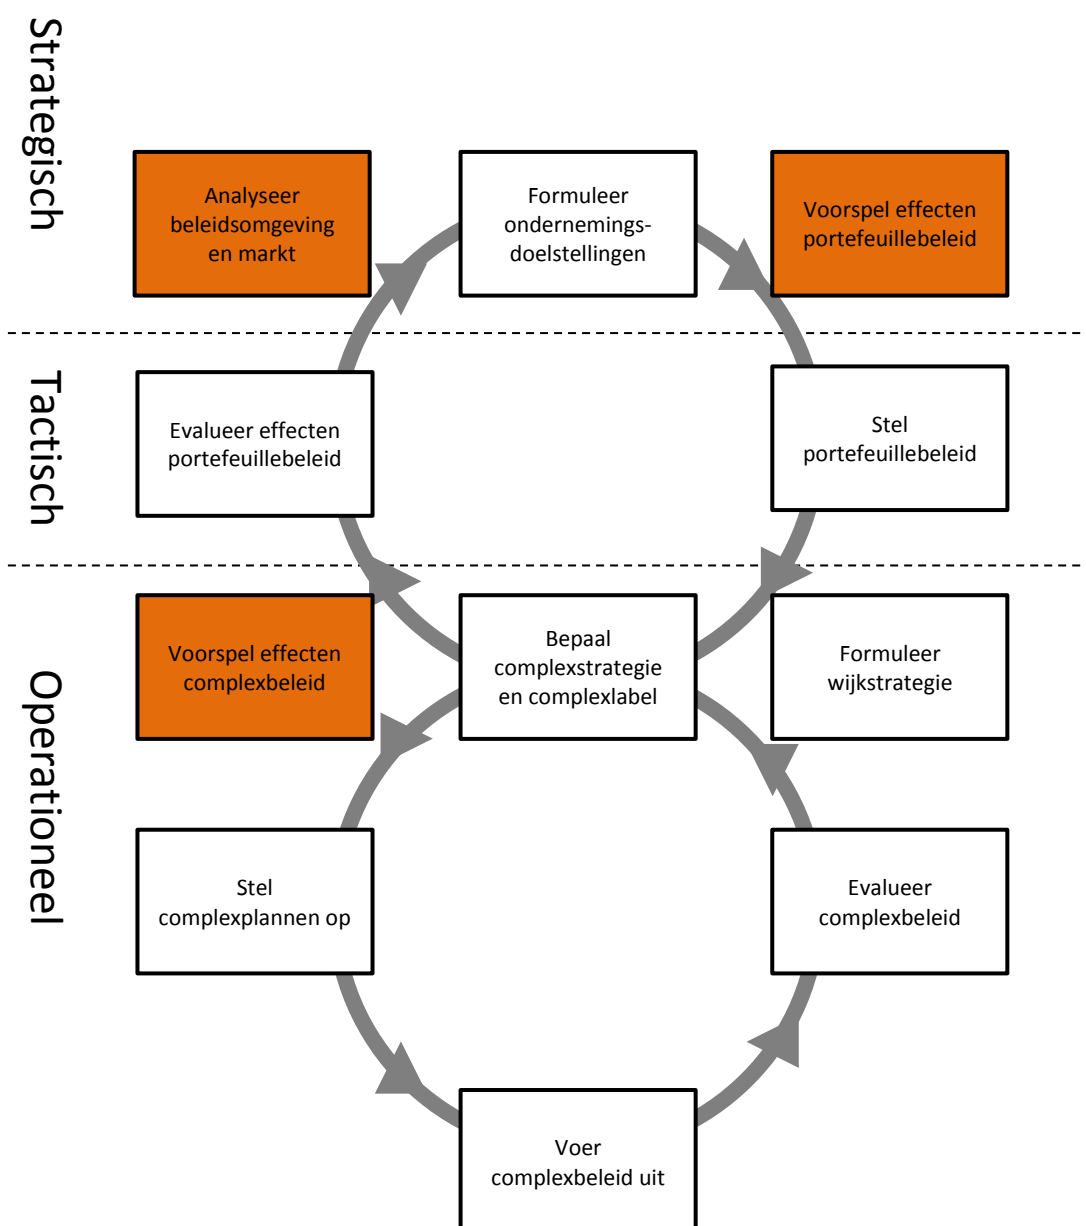 Strategisch
Analyseer
beleidsomgeving
en markt
Formuleer
ondernemings-
doelstellingen
Voorspel effecten
portefeuillebeleid
Tactisch
Evalueer effecten
portefeuillebeleid
Stel
portefeuillebeleid
Operationeel
Voorspel effecten
complexbeleid
Bepaal
complexstrategie
en complexlabel
Formuleer
wijkstrategie
Stel
complexplannen op
Evalueer
complexbeleid
Voer
complexbeleid uit